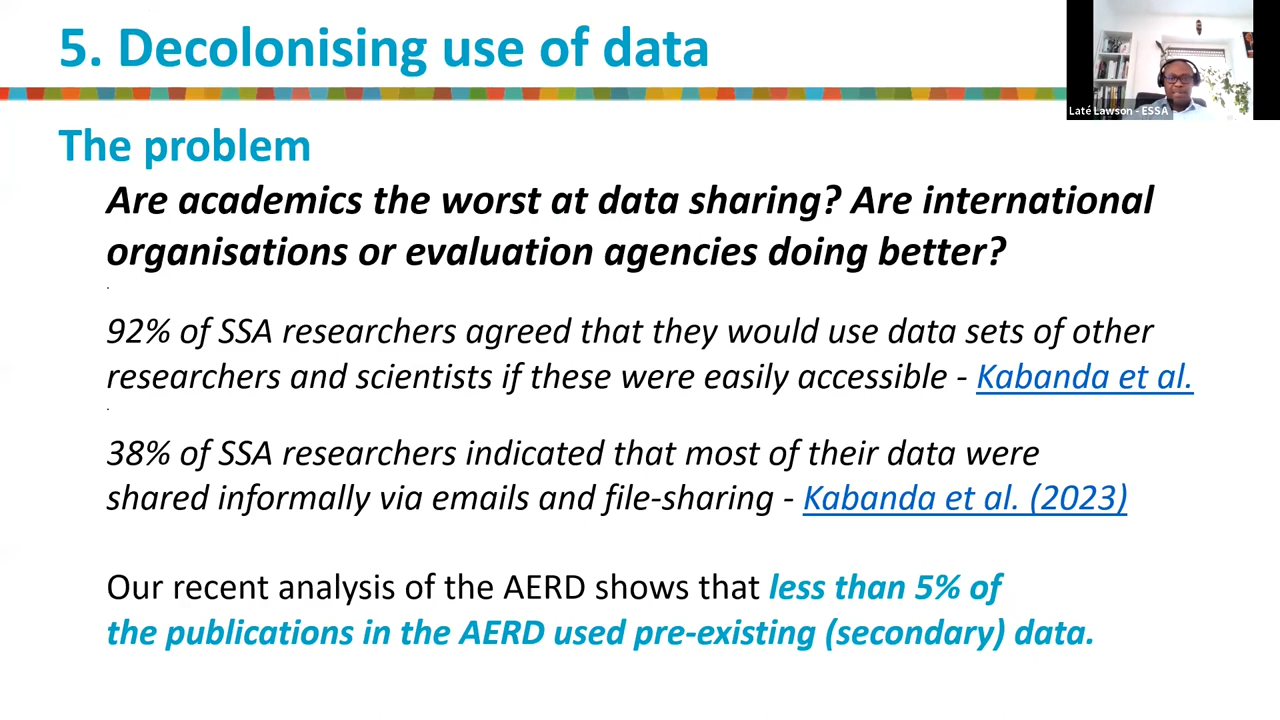 5. Decolonising use of data
Laté Lawson - ESSA
The problem
Are academics the worst at data sharing? Are international
organisations or evaluation agencies doing better?
.
92% of SSA researchers agreed that they would use data sets of other
researchers and scientists if these were easily accessible - Kabanda et al.
.
38% of SSA researchers indicated that most of their data were
shared informally via emails and file-sharing - Kabanda et al. (2023)
Our recent analysis of the AERD shows that less than 5% of
the publications in the AERD used pre-existing (secondary) data.